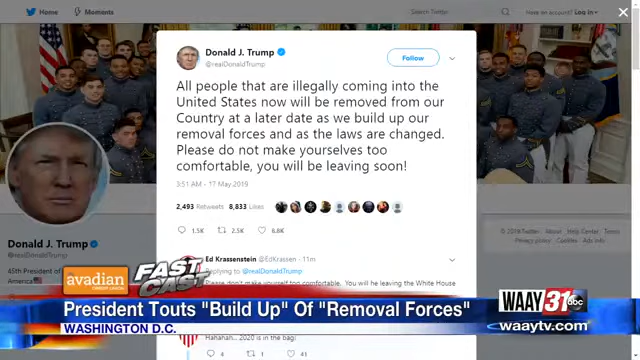 Home
Moments
Search Twitter
Have an account? Log in
Donald J. Trump
@realDonaldTrump
Follow
All people that are illegally coming into the
United States now will be removed from our
Country at a later date as we build up our
removal forces and as the laws are changed.
Please do not make yourselves too
comfortable, you will be leaving soon!
3:51 AM - 17 May 2019
2,493 Retweets 8,833 Likes
1.5K 2.5K 8.8K
Donald J. Trump
@realDonaldTrump
45th President of
America
© 2019 Twitter About Help Center Terms
Privacy policy Cookies Ads info
Ed Krassenstein @EdKrassen · 11m
Replying to @realDonaldTrump
Please don't make yourself too comfortable. You will be leaving the White House
avadian
CREDIT UNION
FAST
CAST
President Touts "Build Up" Of "Removal Forces"
WASHINGTON D.C.
WAAY 31 abc
waaytv.com
Hahahah... 2020 is in the bag!
1 41